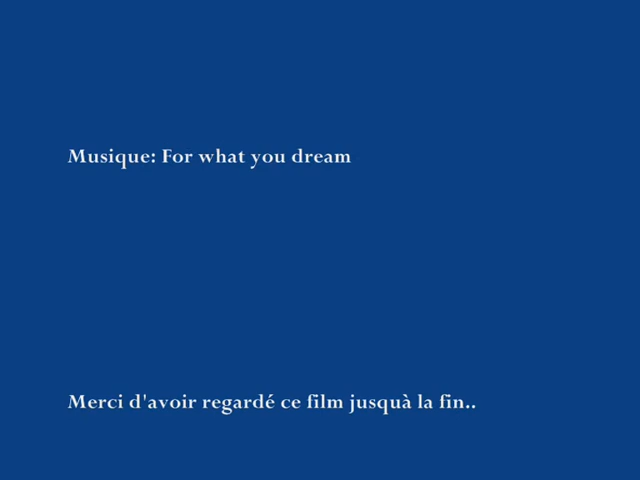 Musique: For what you dream
Merci d'avoir regardé ce film jusquà la fin..